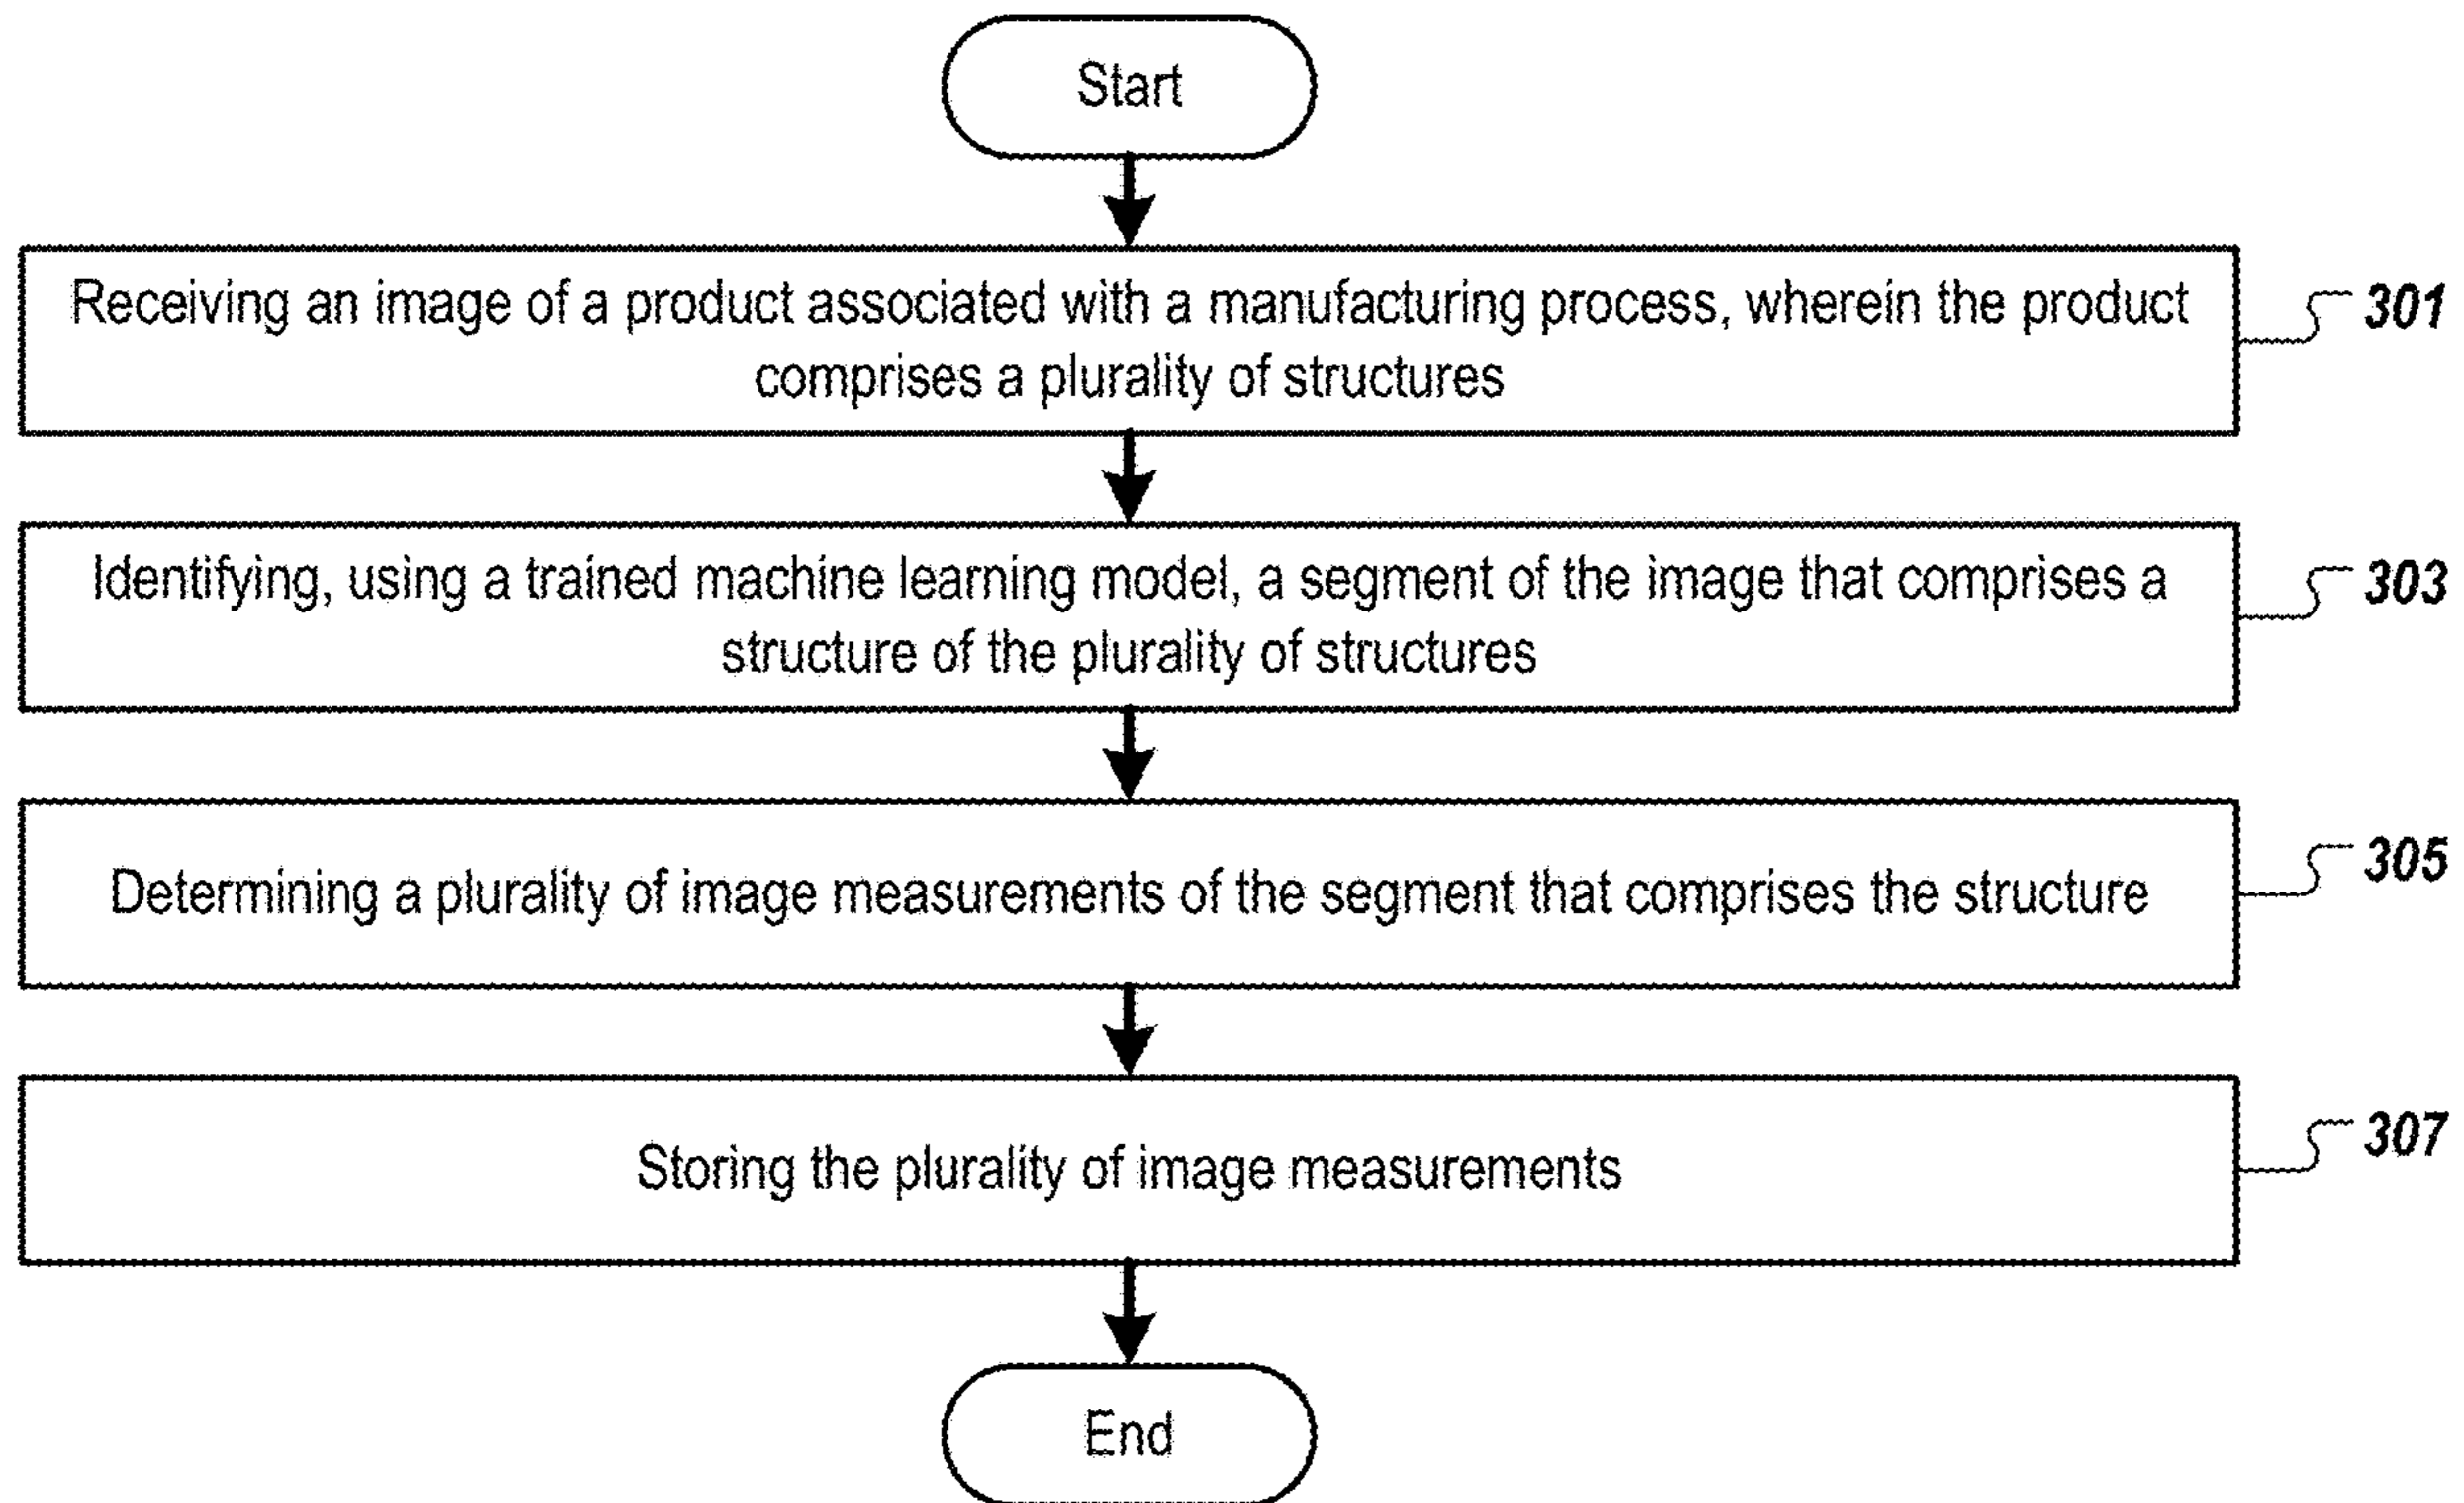 Start
Receiving an image of a product associated with a manufacturing process, wherein the product
comprises a plurality of structures
301
Identifying, using a trained machine learning model, a segment of the image that comprises a
structure of the plurality of structures
303
Determining a plurality of image measurements of the segment that comprises the structure
305
Storing the plurality of image measurements
307
End